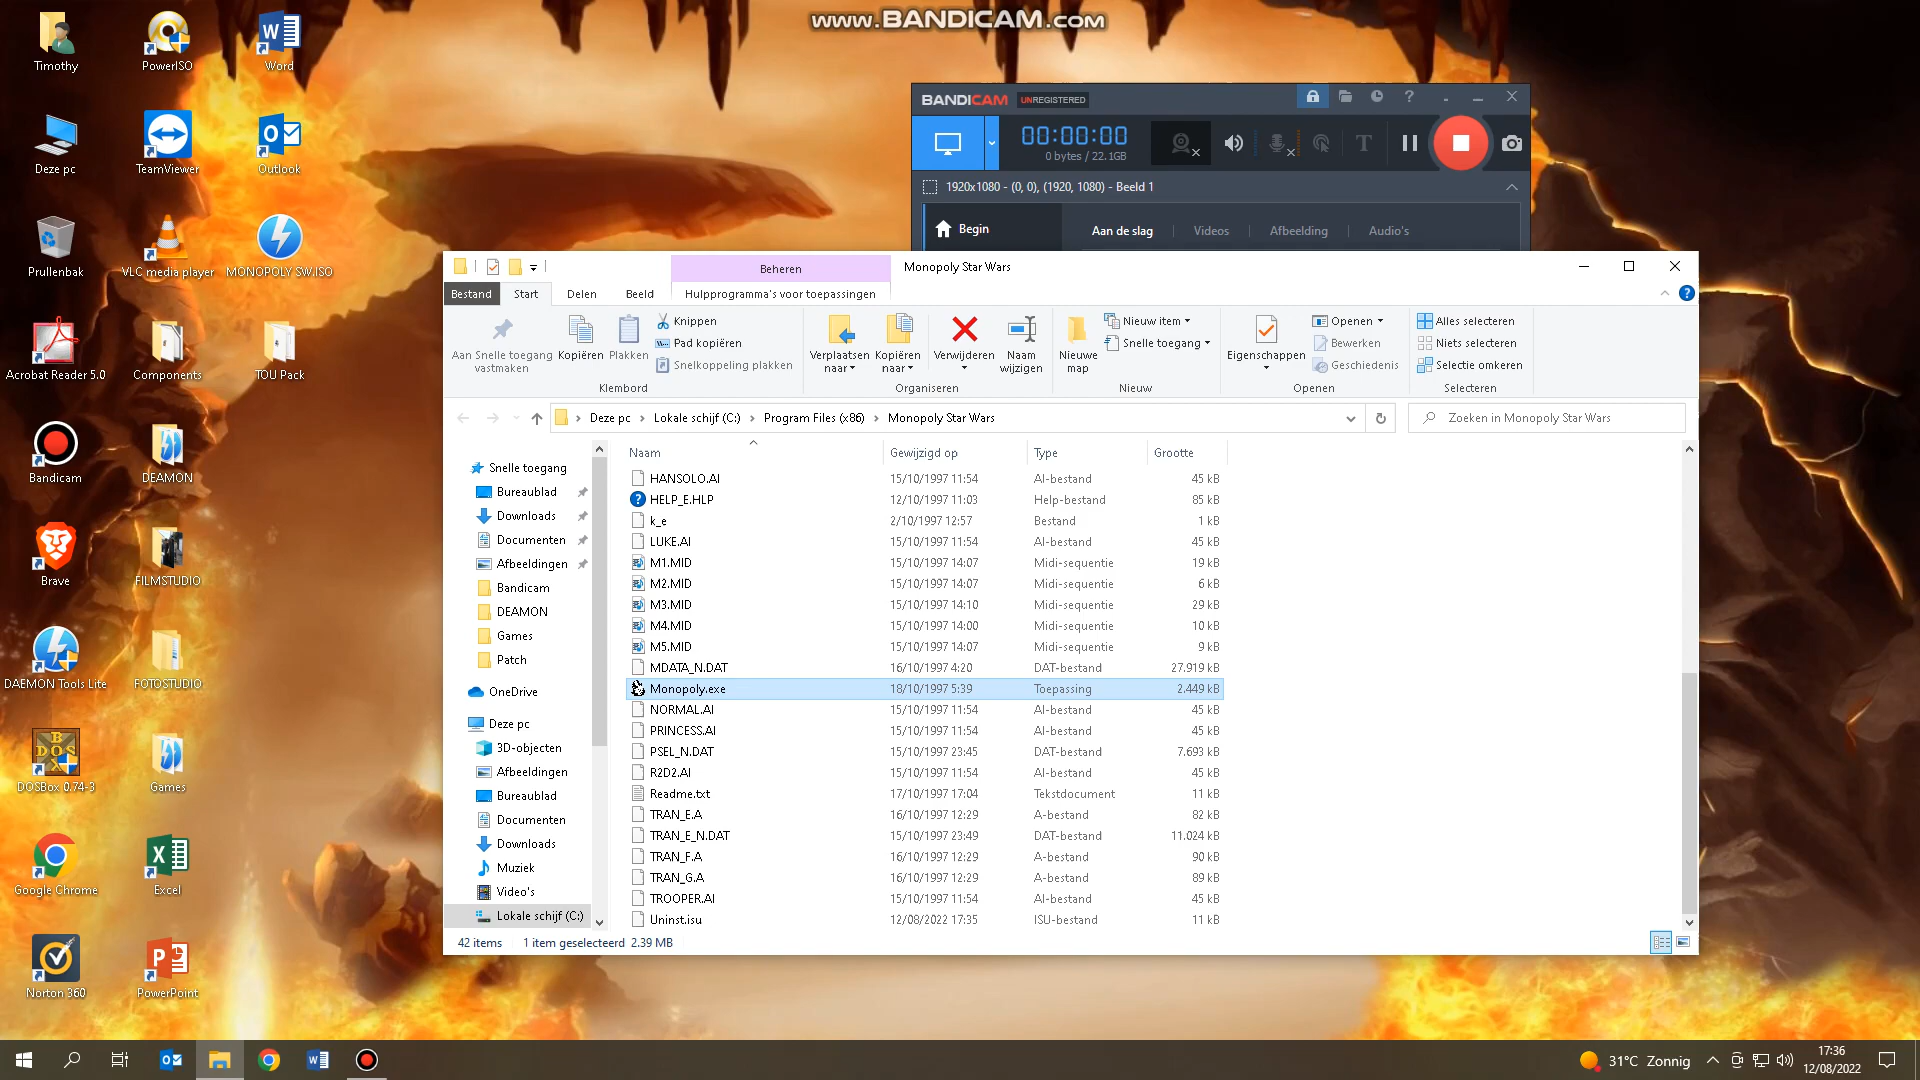 www.BANDICAM.com
Timothy
PowerISO
Word
Deze pc
TeamViewer
Outlook
Prullenbak
VLC media player
MONOPOLY SW.ISO
Acrobat Reader 5.0
Components
TOU Pack
Bandicam
DEAMON
Brave
FILMSTUDIO
DAEMON Tools Lite
FOTOSTUDIO
DOSBox 0.74-3
Games
Google Chrome
Excel
Norton 360
PowerPoint
BANDICAM UNREGISTERED
00:00:00
0 bytes / 22.1GB
1920x1080 - (0, 0), (1920, 1080) - Beeld 1
Begin
Aan de slag
Videos
Afbeelding
Audio's
Beheren
Monopoly Star Wars
Bestand
Start
Delen
Beeld
Hulpprogramma's voor toepassingen
Aan Snelle toegang vastmaken
Kopiëren
Plakken
Knippen
Pad kopiëren
Snelkoppeling plakken
Klembord
Verplaatsen naar
Kopiëren naar
Verwijderen
Naam wijzigen
Organiseren
Nieuwe map
Nieuw item
Snelle toegang
Nieuw
Eigenschappen
Openen
Bewerken
Geschiedenis
Openen
Alles selecteren
Niets selecteren
Selectie omkeren
Selecteren
Deze pc
Lokale schijf (C:)
Program Files (x86)
Monopoly Star Wars
Zoeken in Monopoly Star Wars
Snelle toegang
Bureaublad
Downloads
Documenten
Afbeeldingen
Bandicam
DEAMON
Games
Patch
OneDrive
Deze pc
3D-objecten
Afbeeldingen
Bureaublad
Documenten
Downloads
Muziek
Video's
Lokale schijf (C:)
Naam Gewijzigd op Type Grootte
HANSOLO.AI 15/10/1997 11:54 AI-bestand 45 kB
HELP_E.HLP 12/10/1997 11:03 Help-bestand 85 kB
k_e 2/10/1997 12:57 Bestand 1 kB
LUKE.AI 15/10/1997 11:54 AI-bestand 45 kB
M1.MID 15/10/1997 14:07 Midi-sequentie 19 kB
M2.MID 15/10/1997 14:07 Midi-sequentie 6 kB
M3.MID 15/10/1997 14:10 Midi-sequentie 29 kB
M4.MID 15/10/1997 14:00 Midi-sequentie 10 kB
M5.MID 15/10/1997 14:07 Midi-sequentie 9 kB
MDATA_N.DAT 16/10/1997 4:20 DAT-bestand 27.919 kB
Monopoly.exe 18/10/1997 5:39 Toepassing 2.449 kB
NORMAL.AI 15/10/1997 11:54 AI-bestand 45 kB
PRINCESS.AI 15/10/1997 11:54 AI-bestand 45 kB
PSEL_N.DAT 15/10/1997 23:45 DAT-bestand 7.693 kB
R2D2.AI 15/10/1997 11:54 AI-bestand 45 kB
Readme.txt 17/10/1997 17:04 Tekstdocument 11 kB
TRAN_E.A 16/10/1997 12:29 A-bestand 82 kB
TRAN_E_N.DAT 15/10/1997 23:49 DAT-bestand 11.024 kB
TRAN_F.A 16/10/1997 12:29 A-bestand 90 kB
TRAN_G.A 16/10/1997 12:29 A-bestand 89 kB
TROOPER.AI 15/10/1997 11:54 AI-bestand 45 kB
Uninst.isu 12/08/2022 17:35 ISU-bestand 11 kB
42 items
1 item geselecteerd 2.39 MB
31°C Zonnig
17:36
12/08/2022